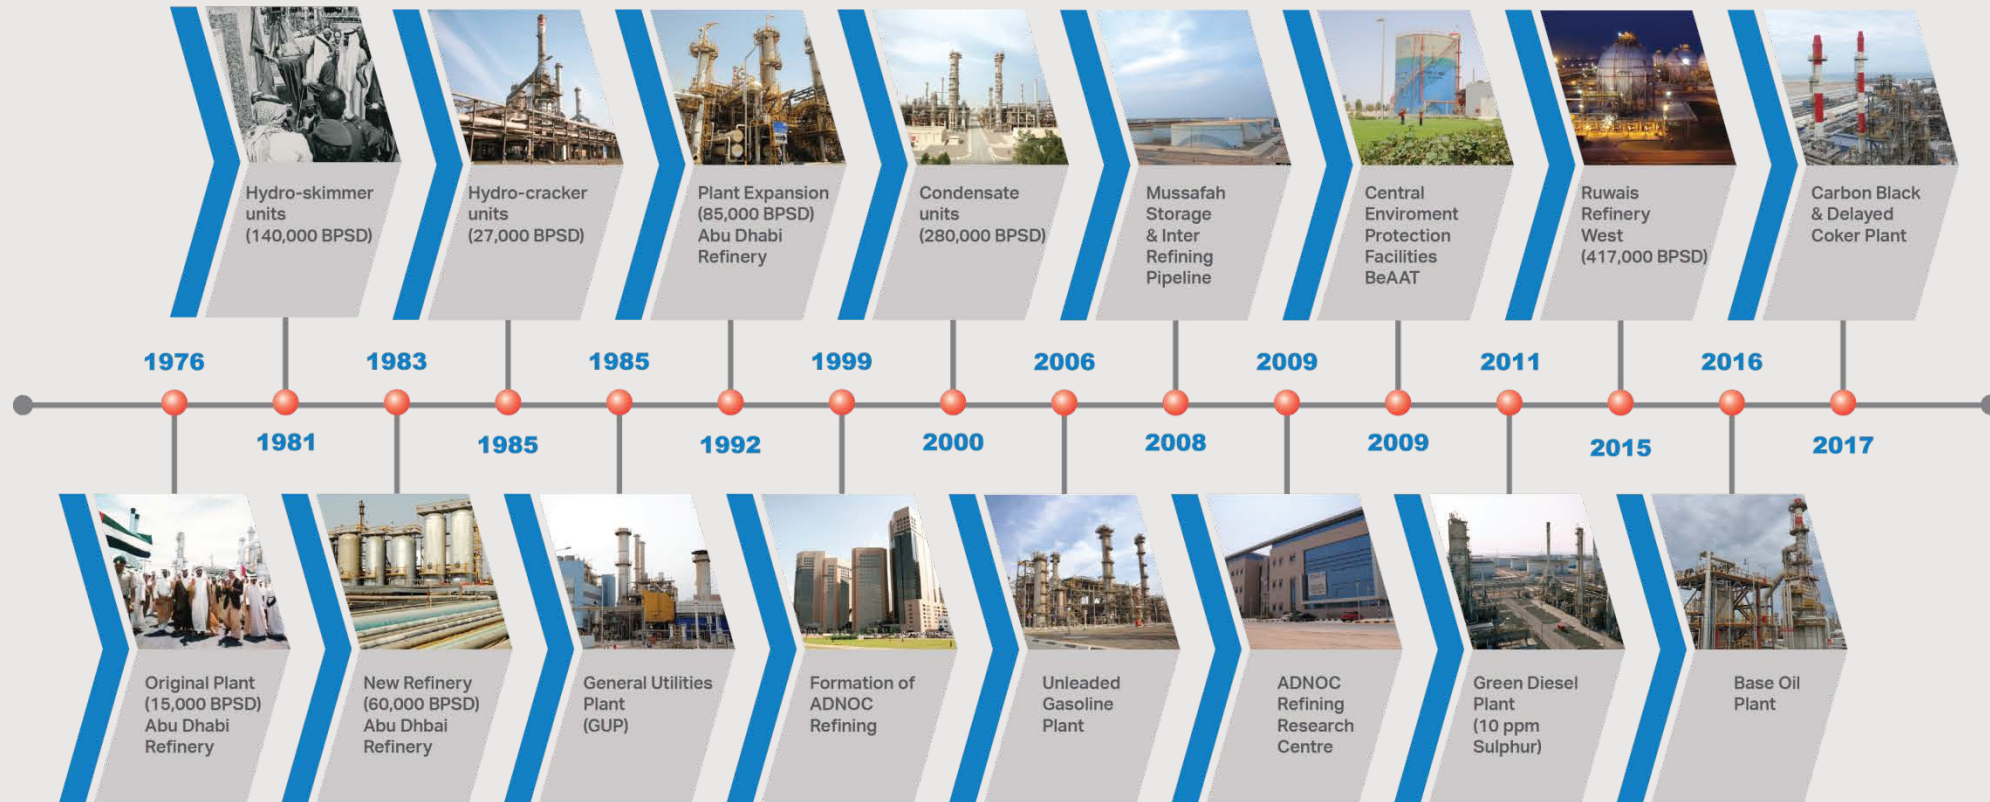 Hydro-skimmer
units
(140,000 BPSD)
Hydro-cracker
units
(27,000 BPSD)
Plant Expansion
(85,000 BPSD)
Abu Dhabi
Refinery
Condensate
units
(280,000 BPSD)
Mussafah
Storage
& Inter
Refining
Pipeline
Central
Enviroment
Protection
Facilities
BeAAT
Ruwais
Refinery
West
(417,000 BPSD)
Carbon Black
& Delayed
Coker Plant
1976
1983
1985
1999
2006
2009
2011
2016
1981
1985
1992
2000
2008
2009
2015
2017
Original Plant
(15,000 BPSD)
Abu Dhabi
Refinery
New Refinery
(60,000 BPSD)
Abu Dhbai
Refinery
General Utilities
Plant
(GUP)
Formation of
ADNOC
Refining
Unleaded
Gasoline
Plant
ADNOC
Refining
Research
Centre
Green Diesel
Plant
(10 ppm
Sulphur)
Base Oil
Plant